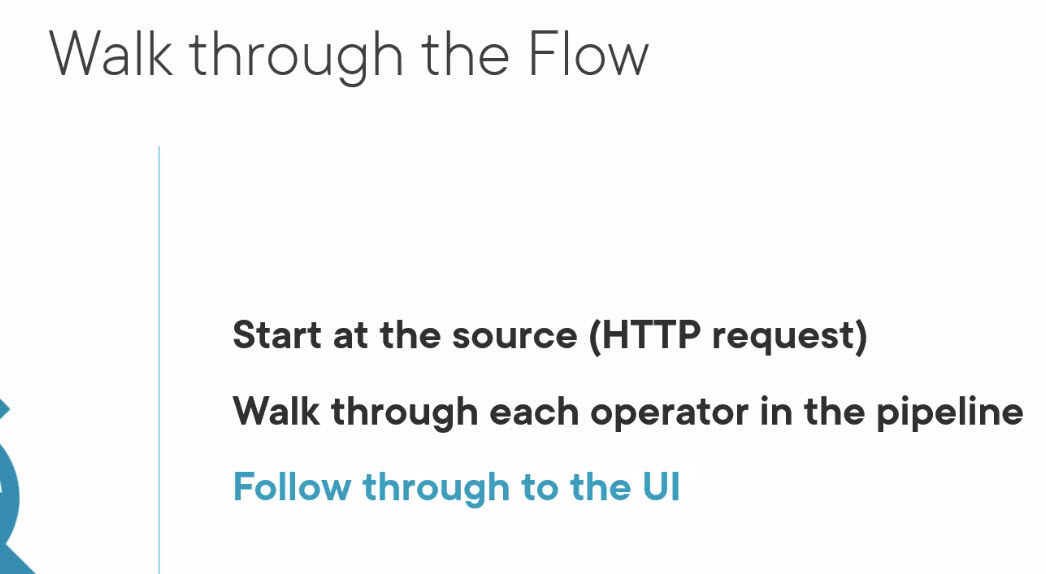 Walk through the Flow
Start at the source (HTTP request)
Walk through each operator in the pipeline
Follow through to the UI